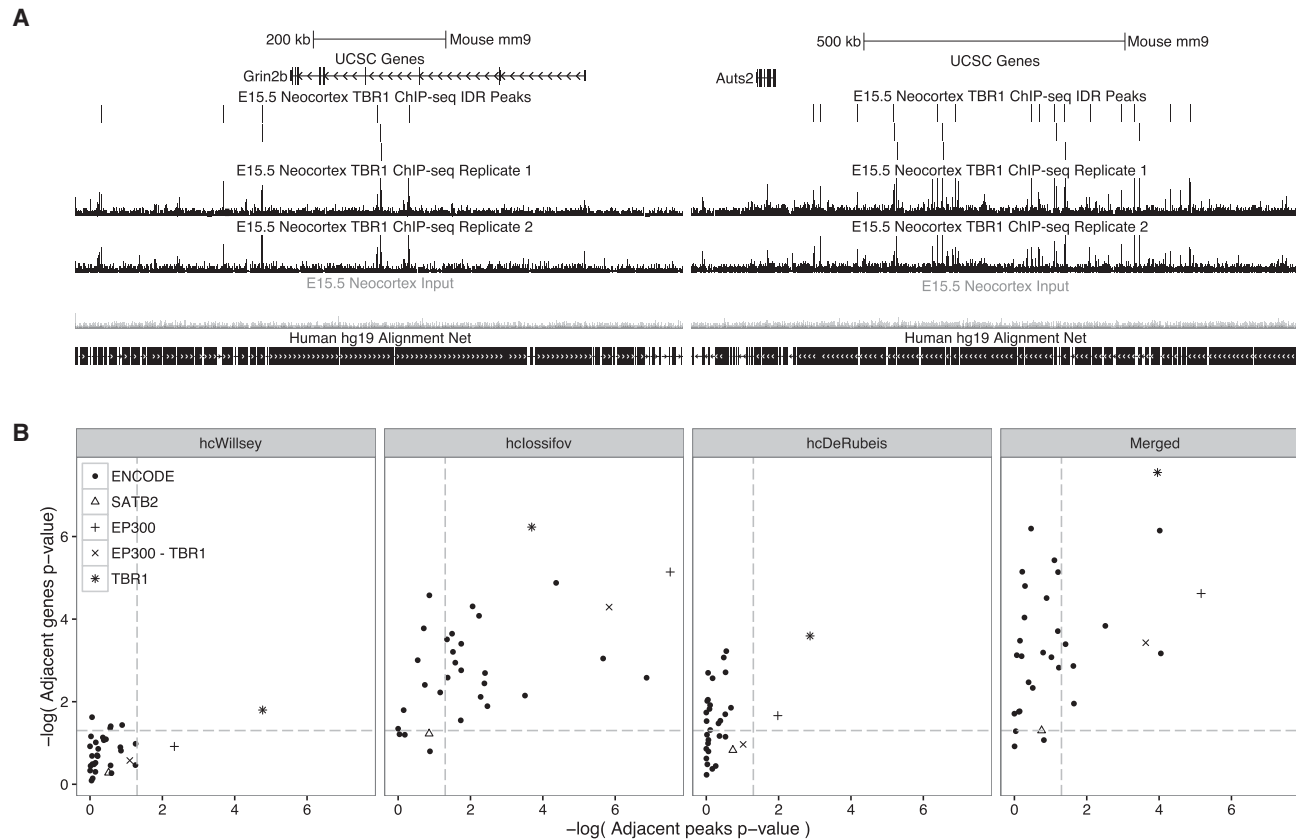 A
200 kb Mouse mm9
UCSC Genes
Grin2b
E15.5 Neocortex TBR1 ChIP-seq IDR Peaks
E15.5 Neocortex TBR1 ChIP-seq Replicate 1
E15.5 Neocortex TBR1 ChIP-seq Replicate 2
E15.5 Neocortex Input
Human hg19 Alignment Net
500 kb Mouse mm9
UCSC Genes
Auts2
E15.5 Neocortex TBR1 ChIP-seq IDR Peaks
E15.5 Neocortex TBR1 ChIP-seq Replicate 1
E15.5 Neocortex TBR1 ChIP-seq Replicate 2
E15.5 Neocortex Input
Human hg19 Alignment Net
B
hcWillsey
hcIossifov
hcDeRubeis
Merged
ENCODE
SATB2
EP300
EP300 - TBR1
TBR1
−log( Adjacent genes p−value)
6
4
2
0
0 2 4 6
0 2 4 6
0 2 4 6
0 2 4 6
−log( Adjacent peaks p−value )